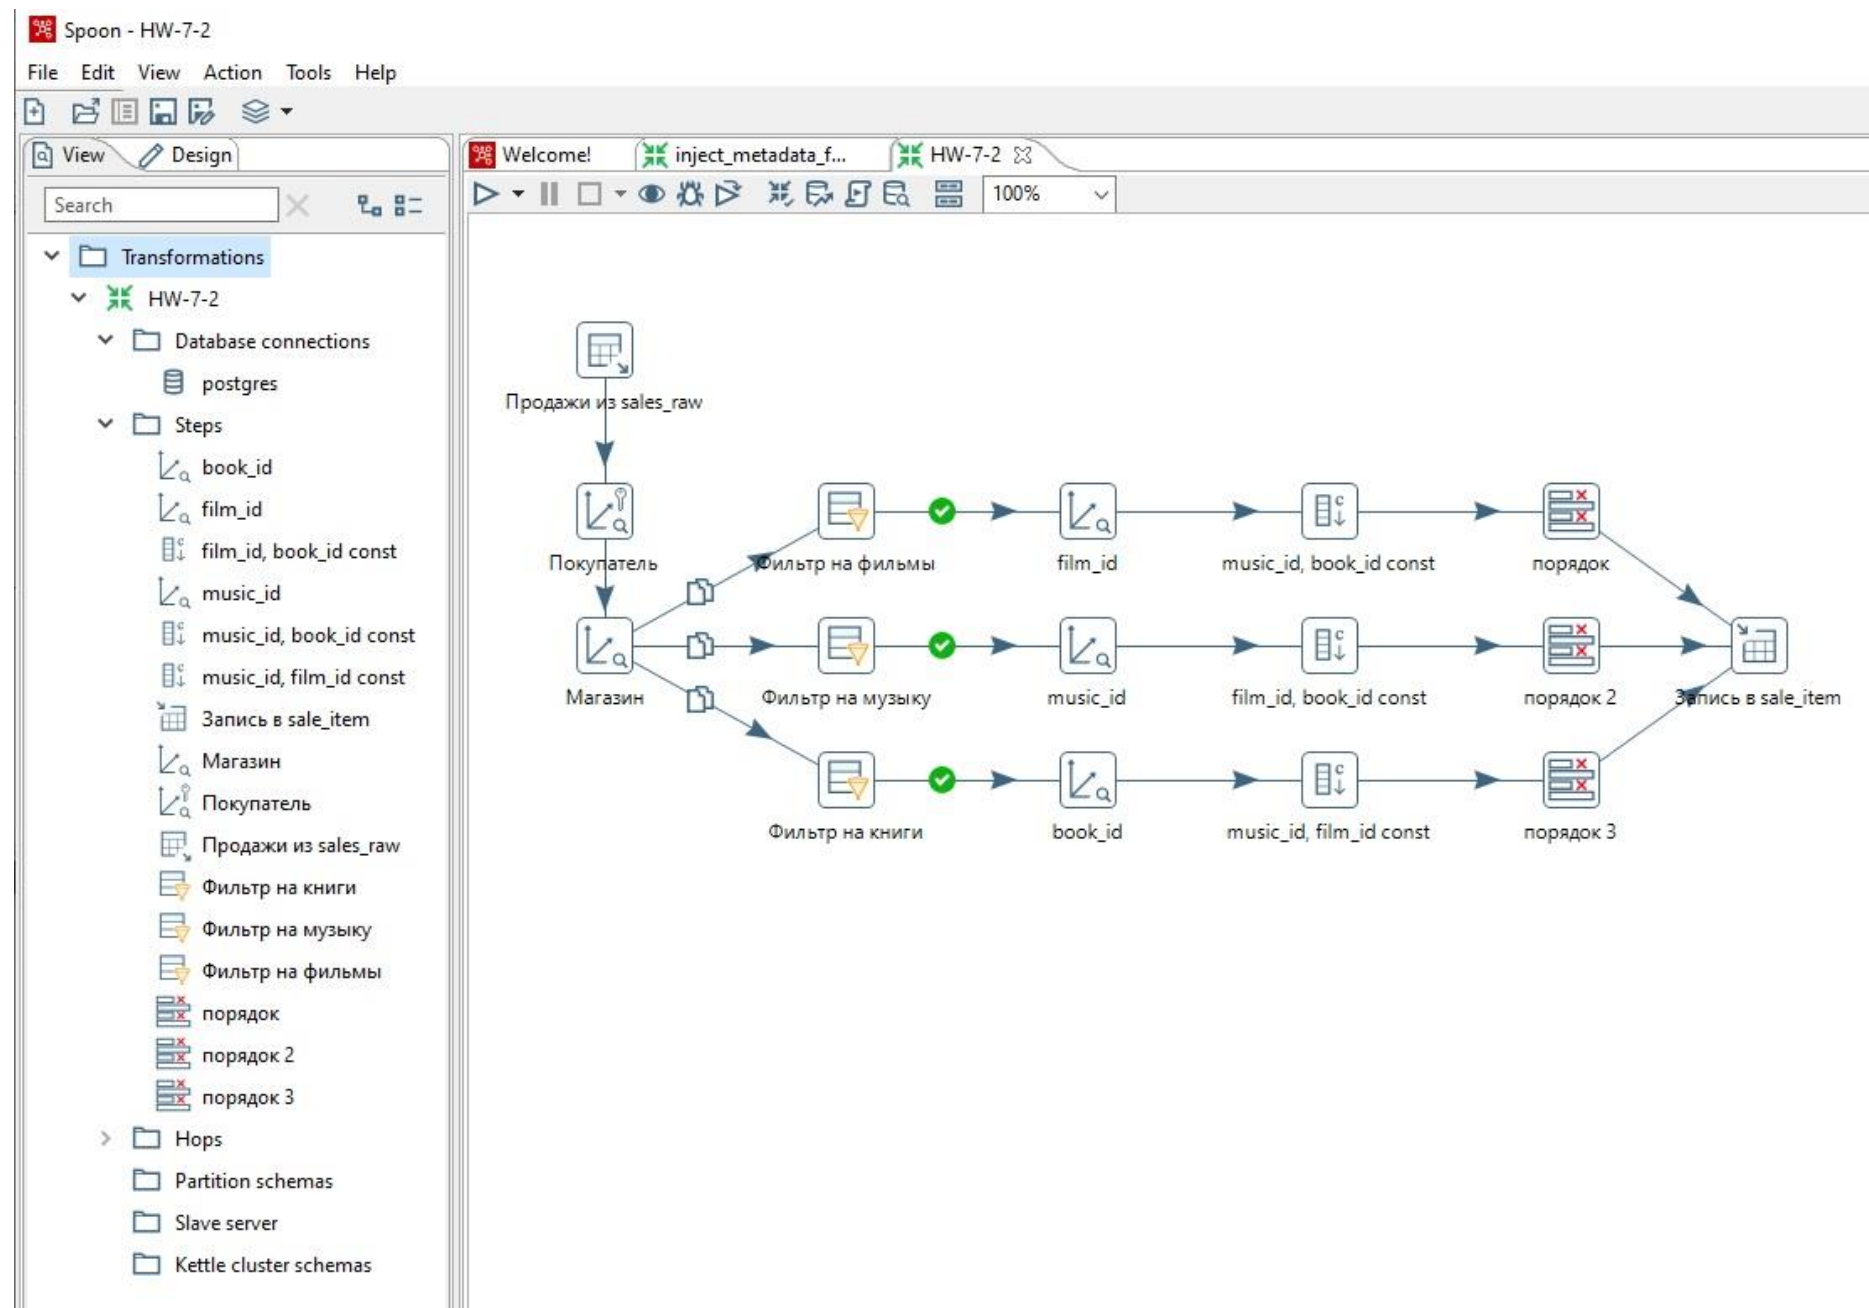 Spoon - HW-7-2
File Edit View Action Tools Help
View Design
Welcome! inject_metadata_f... HW-7-2
Search
100%
Transformations
HW-7-2
Database connections
postgres
Steps
book_id
film_id
film_id, book_id const
music_id
music_id, book_id const
music_id, film_id const
Запись в sale_item
Магазин
Покупатель
Продажи из sales_raw
Фильтр на книги
Фильтр на музыку
Фильтр на фильмы
порядок
порядок 2
порядок 3
Hops
Partition schemas
Slave server
Kettle cluster schemas
Продажи из sales_raw
Покупатель Фильтр на фильмы film_id music_id, book_id const порядок
Магазин Фильтр на музыку music_id film_id, book_id const порядок 2 Запись в sale_item
Фильтр на книги book_id music_id, film_id const порядок 3